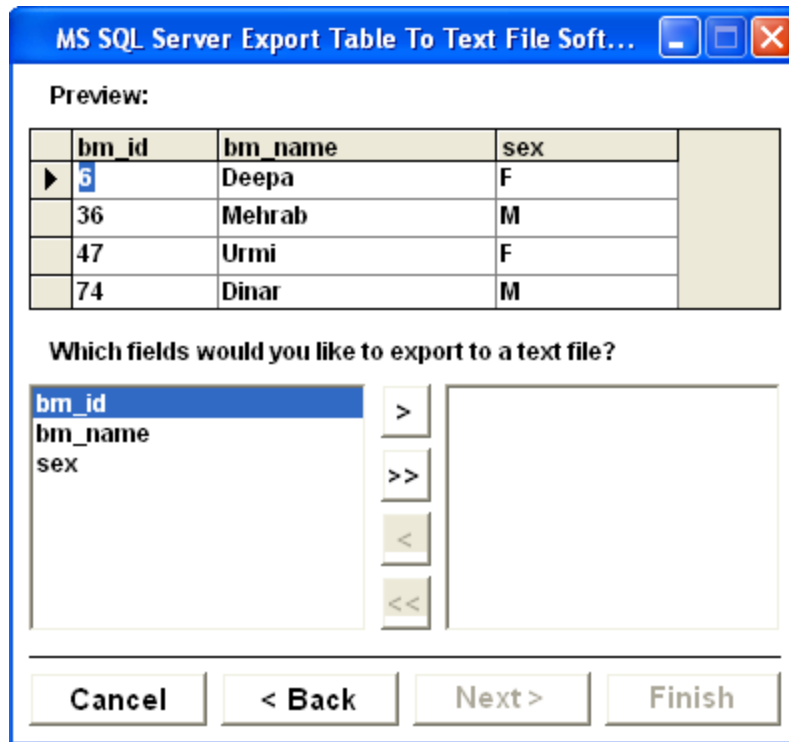 MS SQL Server Export Table To Text File Soft...
Preview:
bm_id bm_name sex
6 Deepa F
36 Mehrab M
47 Urmi F
74 Dinar M
Which fields would you like to export to a text file?
bm_id
bm_name
sex
>
>>
<
<<
Cancel < Back Next > Finish